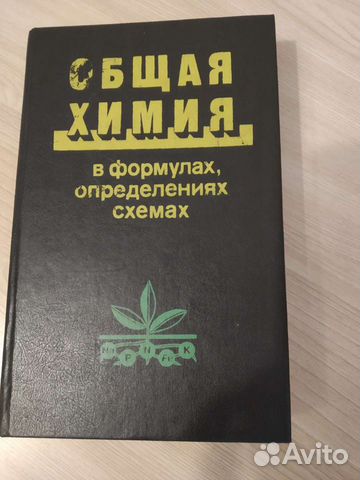 ОБЩАЯ
ХИМИЯ
в формулах,
определениях
схемах
P N K
Avito